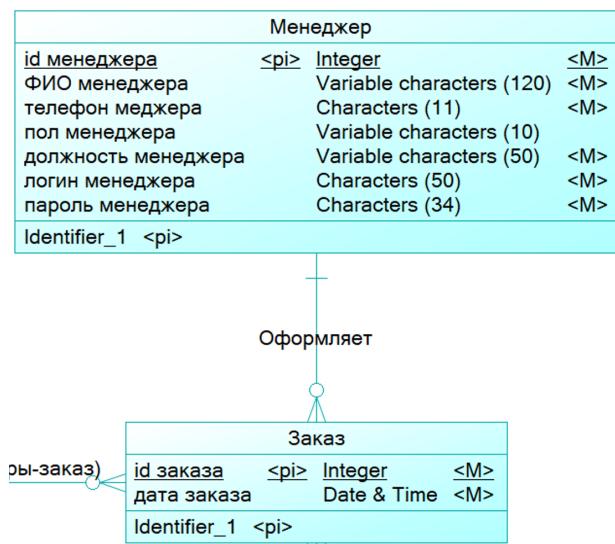 Менеджер
id менеджера <pi> Integer <M>
ФИО менеджера Variable characters (120) <M>
телефон меджера Characters (11) <M>
пол менеджера Variable characters (10)
должность менеджера Variable characters (50) <M>
логин менеджера Characters (50) <M>
пароль менеджера Characters (34) <M>
Identifier_1 <pi>
Оформляет
Заказ
ры-заказ)
id заказа <pi> Integer <M>
дата заказа Date & Time <M>
Identifier_1 <pi>